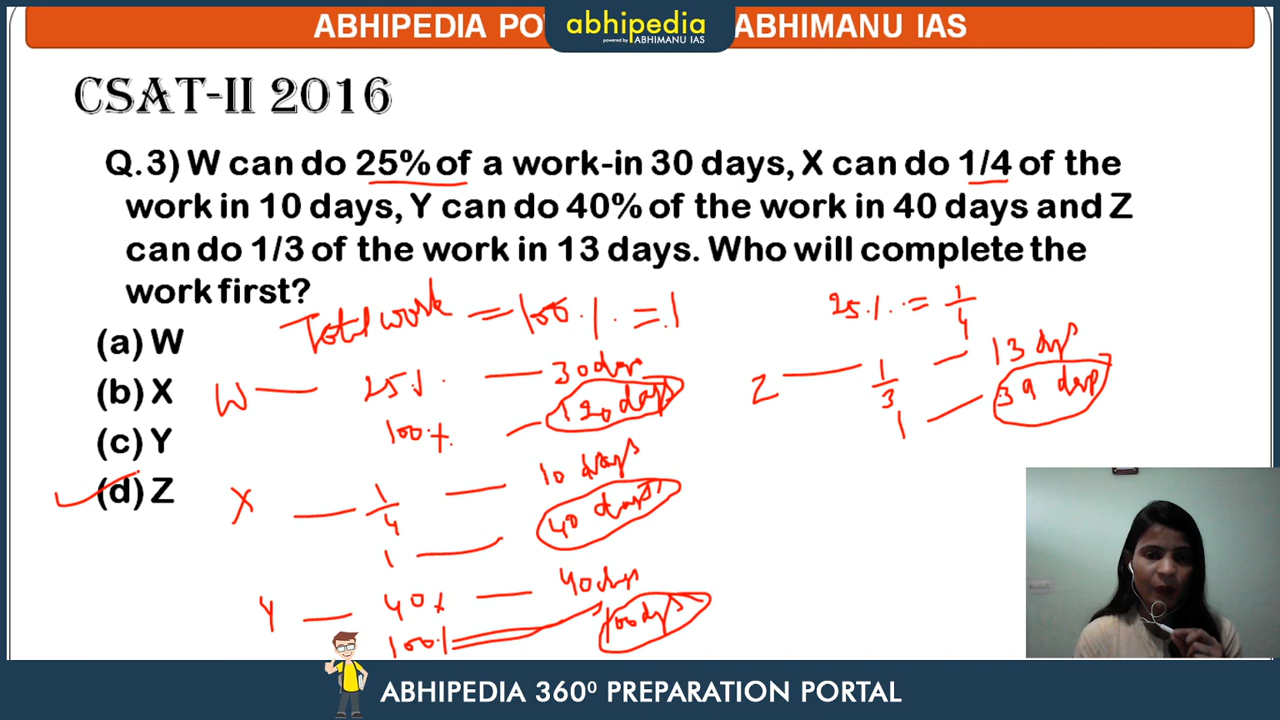 ABHIPEDIA PO
abhipedia
powered by ABHIMANU IAS
ABHIMANU IAS
CSAT-II 2016
Q.3) W can do 25% of a work-in 30 days, X can do 1/4 of the
work in 10 days, Y can do 40% of the work in 40 days and Z
can do 1/3 of the work in 13 days. Who will complete the
work first?
(a) W
(b) X
(c) Y
(d) Z
Total work = 100% = 1
25% = 1/4
W — 25% — 30 days
100% — 120 days
X — 1/4 — 10 days
1 — 40 days
Y — 40% — 40 days
100% 100 days
Z — 1/3 — 13 days
1 — 39 days
ABHIPEDIA 360⁰ PREPARATION PORTAL